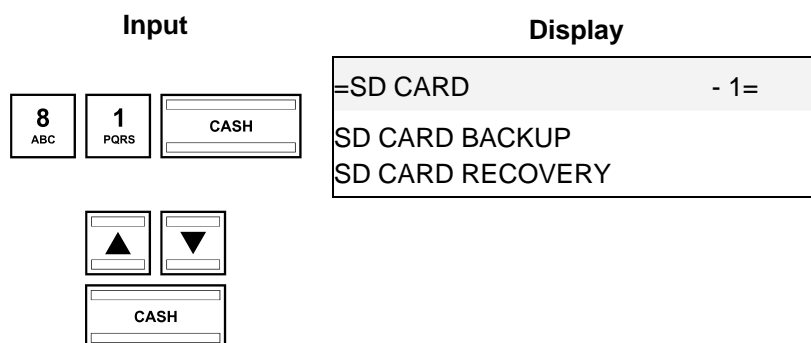 Input
Display
8
ABC
1
PQRS
CASH
=SD CARD - 1=
SD CARD BACKUP
SD CARD RECOVERY
▲ ▼
CASH